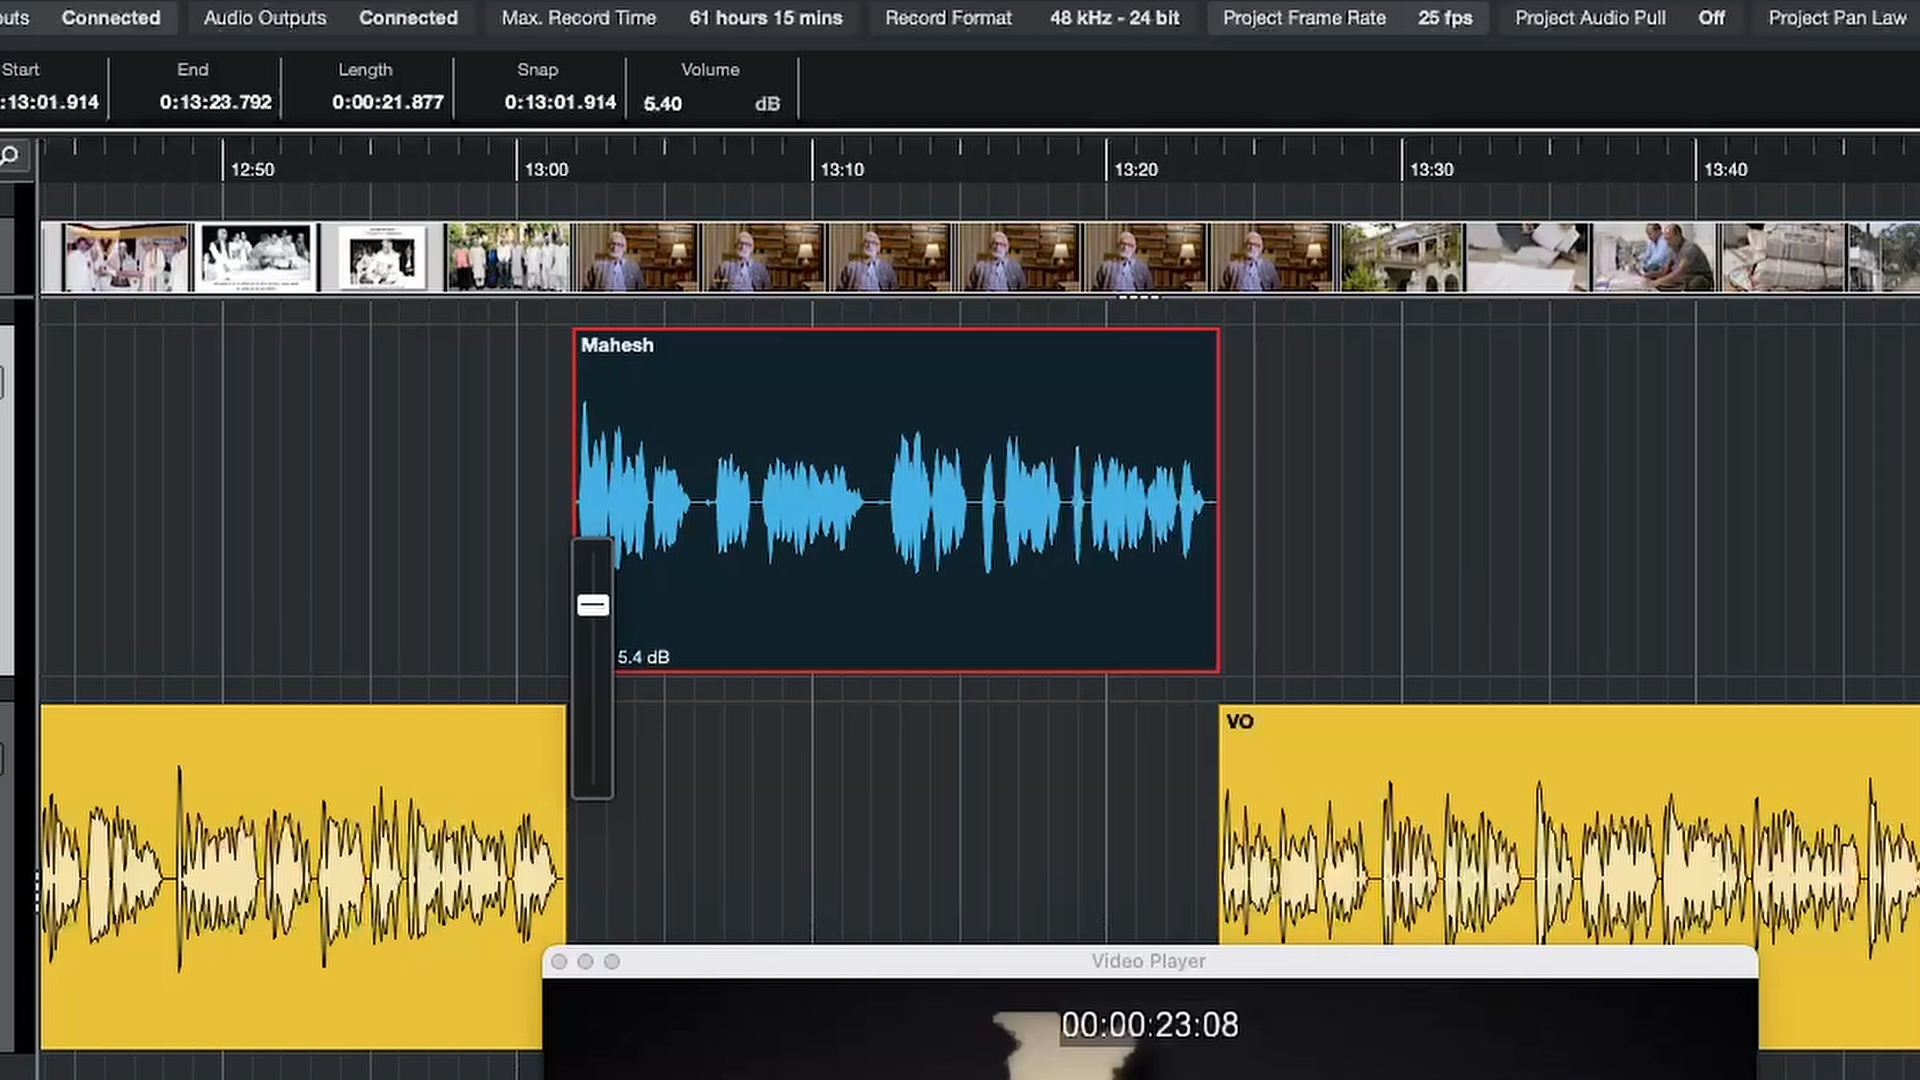 puts Connected Audio Outputs Connected Max. Record Time 61 hours 15 mins Record Format 48 kHz - 24 bit Project Frame Rate 25 fps Project Audio Pull Off Project Pan Law
Start End Length Snap Volume
:13:01.914 0:13:23.792 0:00:21.877 0:13:01.914 5.40 dB
12:50 13:00 13:10 13:20 13:30 13:40
Mahesh
5.4 dB
VO
Video Player
00:00:23:08